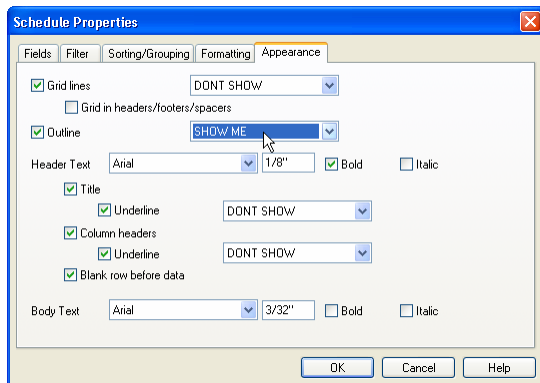 Schedule Properties
Fields Filter Sorting/Grouping Formatting Appearance
Grid lines DONT SHOW
Grid in headers/footers/spacers
Outline SHOW ME
Header Text Arial 1/8" Bold Italic
Title
Underline DONT SHOW
Column headers
Underline DONT SHOW
Blank row before data
Body Text Arial 3/32" Bold Italic
OK Cancel Help